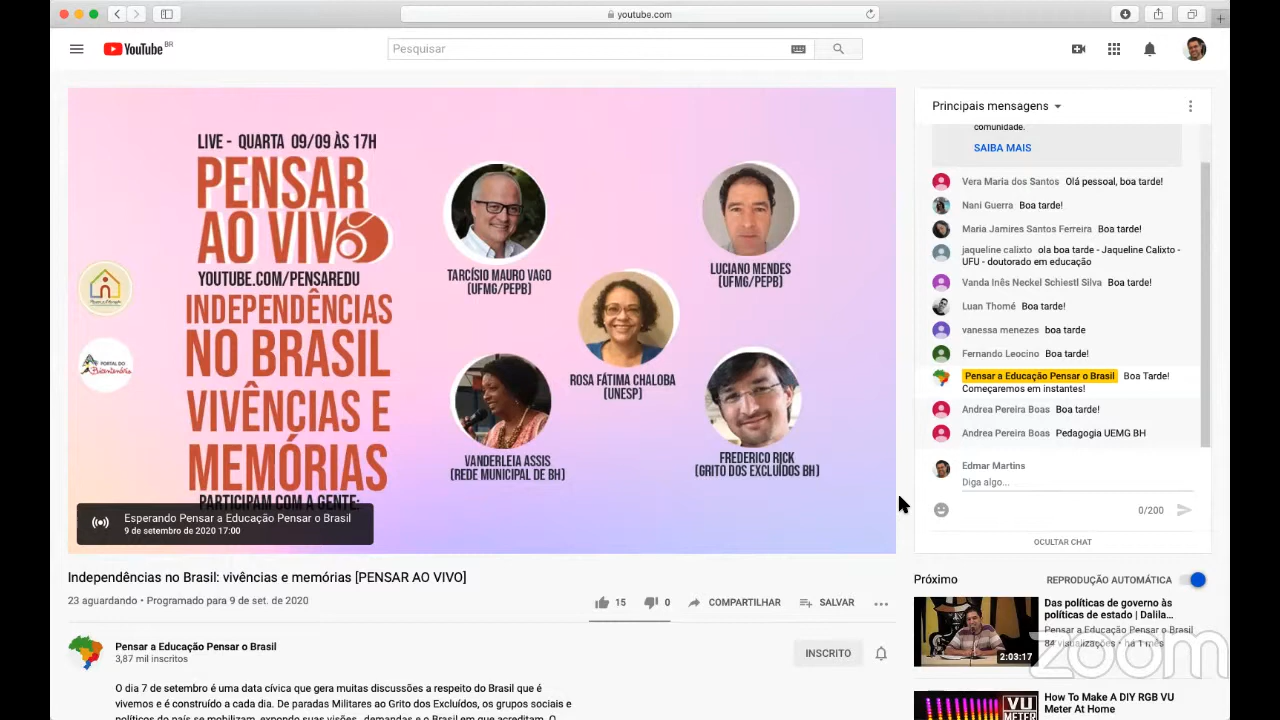 youtube.com
YouTube BR
Pesquisar
LIVE - QUARTA 09/09 ÀS 17H
PENSAR
AO VIVO
YOUTUBE.COM/PENSAREDU
INDEPENDÊNCIAS
NO BRASIL
VIVÊNCIAS E
MEMÓRIAS
PARTICIPAM COM A GENTE:
PORTAL DO
Bicentenário
TARCÍSIO MAURO VAGO
(UFMG/PEPB)
LUCIANO MENDES
(UFMG/PEPB)
ROSA FÁTIMA CHALOBA
(UNESP)
VANDERLEIA ASSIS
(REDE MUNICIPAL DE BH)
FREDERICO RICK
(GRITO DOS EXCLUÍDOS BH)
Esperando Pensar a Educação Pensar o Brasil
9 de setembro de 2020 17:00
Independências no Brasil: vivências e memórias [PENSAR AO VIVO]
23 aguardando • Programado para 9 de set. de 2020
15 0 COMPARTILHAR SALVAR
Pensar a Educação Pensar o Brasil
3,87 mil inscritos
INSCRITO
O dia 7 de setembro é uma data cívica que gera muitas discussões a respeito do Brasil que é
vivemos e é construído a cada dia. De paradas Militares ao Grito dos Excluídos, os grupos sociais e
políticos do país se mobilizam, expondo suas visões, demandas e o Brasil em que acreditam. O
Principais mensagens
comunidade.
SAIBA MAIS
Vera Maria dos Santos Olá pessoal, boa tarde!
Nani Guerra Boa tarde!
Maria Jamires Santos Ferreira Boa tarde!
jaqueline calixto ola boa tarde - Jaqueline Calixto -
UFU - doutorado em educação
Vanda Inês Neckel Schiestl Silva Boa tarde!
Luan Thomé Boa tarde!
vanessa menezes boa tarde
Fernando Leocino Boa tarde!
Pensar a Educação Pensar o Brasil Boa Tarde!
Começaremos em instantes!
Andrea Pereira Boas Boa tarde!
Andrea Pereira Boas Pedagogia UEMG BH
Edmar Martins
Diga algo...
0/200
OCULTAR CHAT
Próximo REPRODUÇÃO AUTOMÁTICA
Das políticas de governo às
políticas de estado | Dalila...
Pensar a Educação Pensar o Brasil
84 visualizações • há 1 mês
2:03:17
zoom
How To Make A DIY RGB VU
Meter At Home
VU
METER